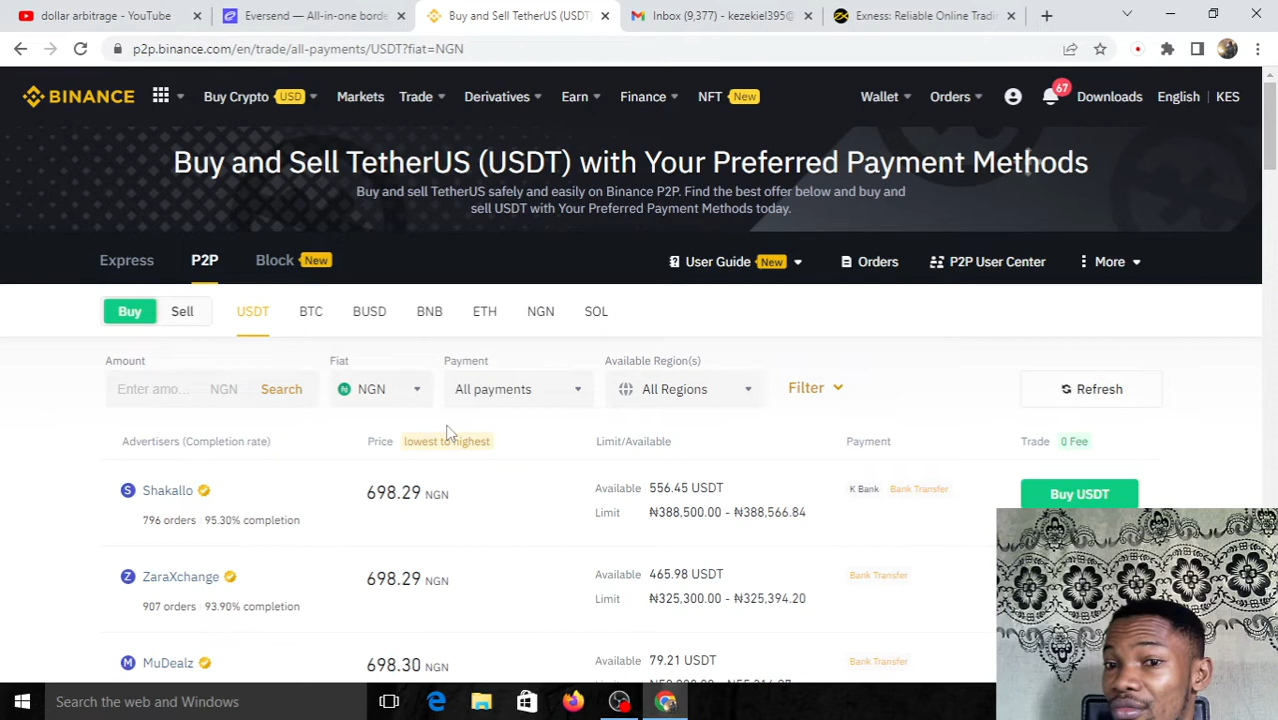 dollar arbitrage - YouTube
Eversend — All-in-one borde
Buy and Sell TetherUS (USDT)
Inbox (9,377) - kezekiel395@
Exness: Reliable Online Tradin
p2p.binance.com/en/trade/all-payments/USDT?fiat=NGN
BINANCE Buy Crypto USD Markets Trade Derivatives Earn Finance NFT New Wallet Orders 67 Downloads English KES
Buy and Sell TetherUS (USDT) with Your Preferred Payment Methods
Buy and sell TetherUS safely and easily on Binance P2P. Find the best offer below and buy and
sell USDT with Your Preferred Payment Methods today.
Express P2P Block New User Guide New Orders P2P User Center More
Buy Sell USDT BTC BUSD BNB ETH NGN SOL
Amount Fiat Payment Available Region(s)
Enter amo... NGN Search NGN All payments All Regions Filter Refresh
Advertisers (Completion rate) Price lowest to highest Limit/Available Payment Trade 0 Fee
S Shakallo 698.29 NGN Available 556.45 USDT K Bank Bank Transfer Buy USDT
796 orders 95.30% completion Limit ₦388,500.00 - ₦388,566.84
Z ZaraXchange 698.29 NGN Available 465.98 USDT Bank Transfer
907 orders 93.90% completion Limit ₦325,300.00 - ₦325,394.20
M MuDealz 698.30 NGN Available 79.21 USDT Bank Transfer
Search the web and Windows